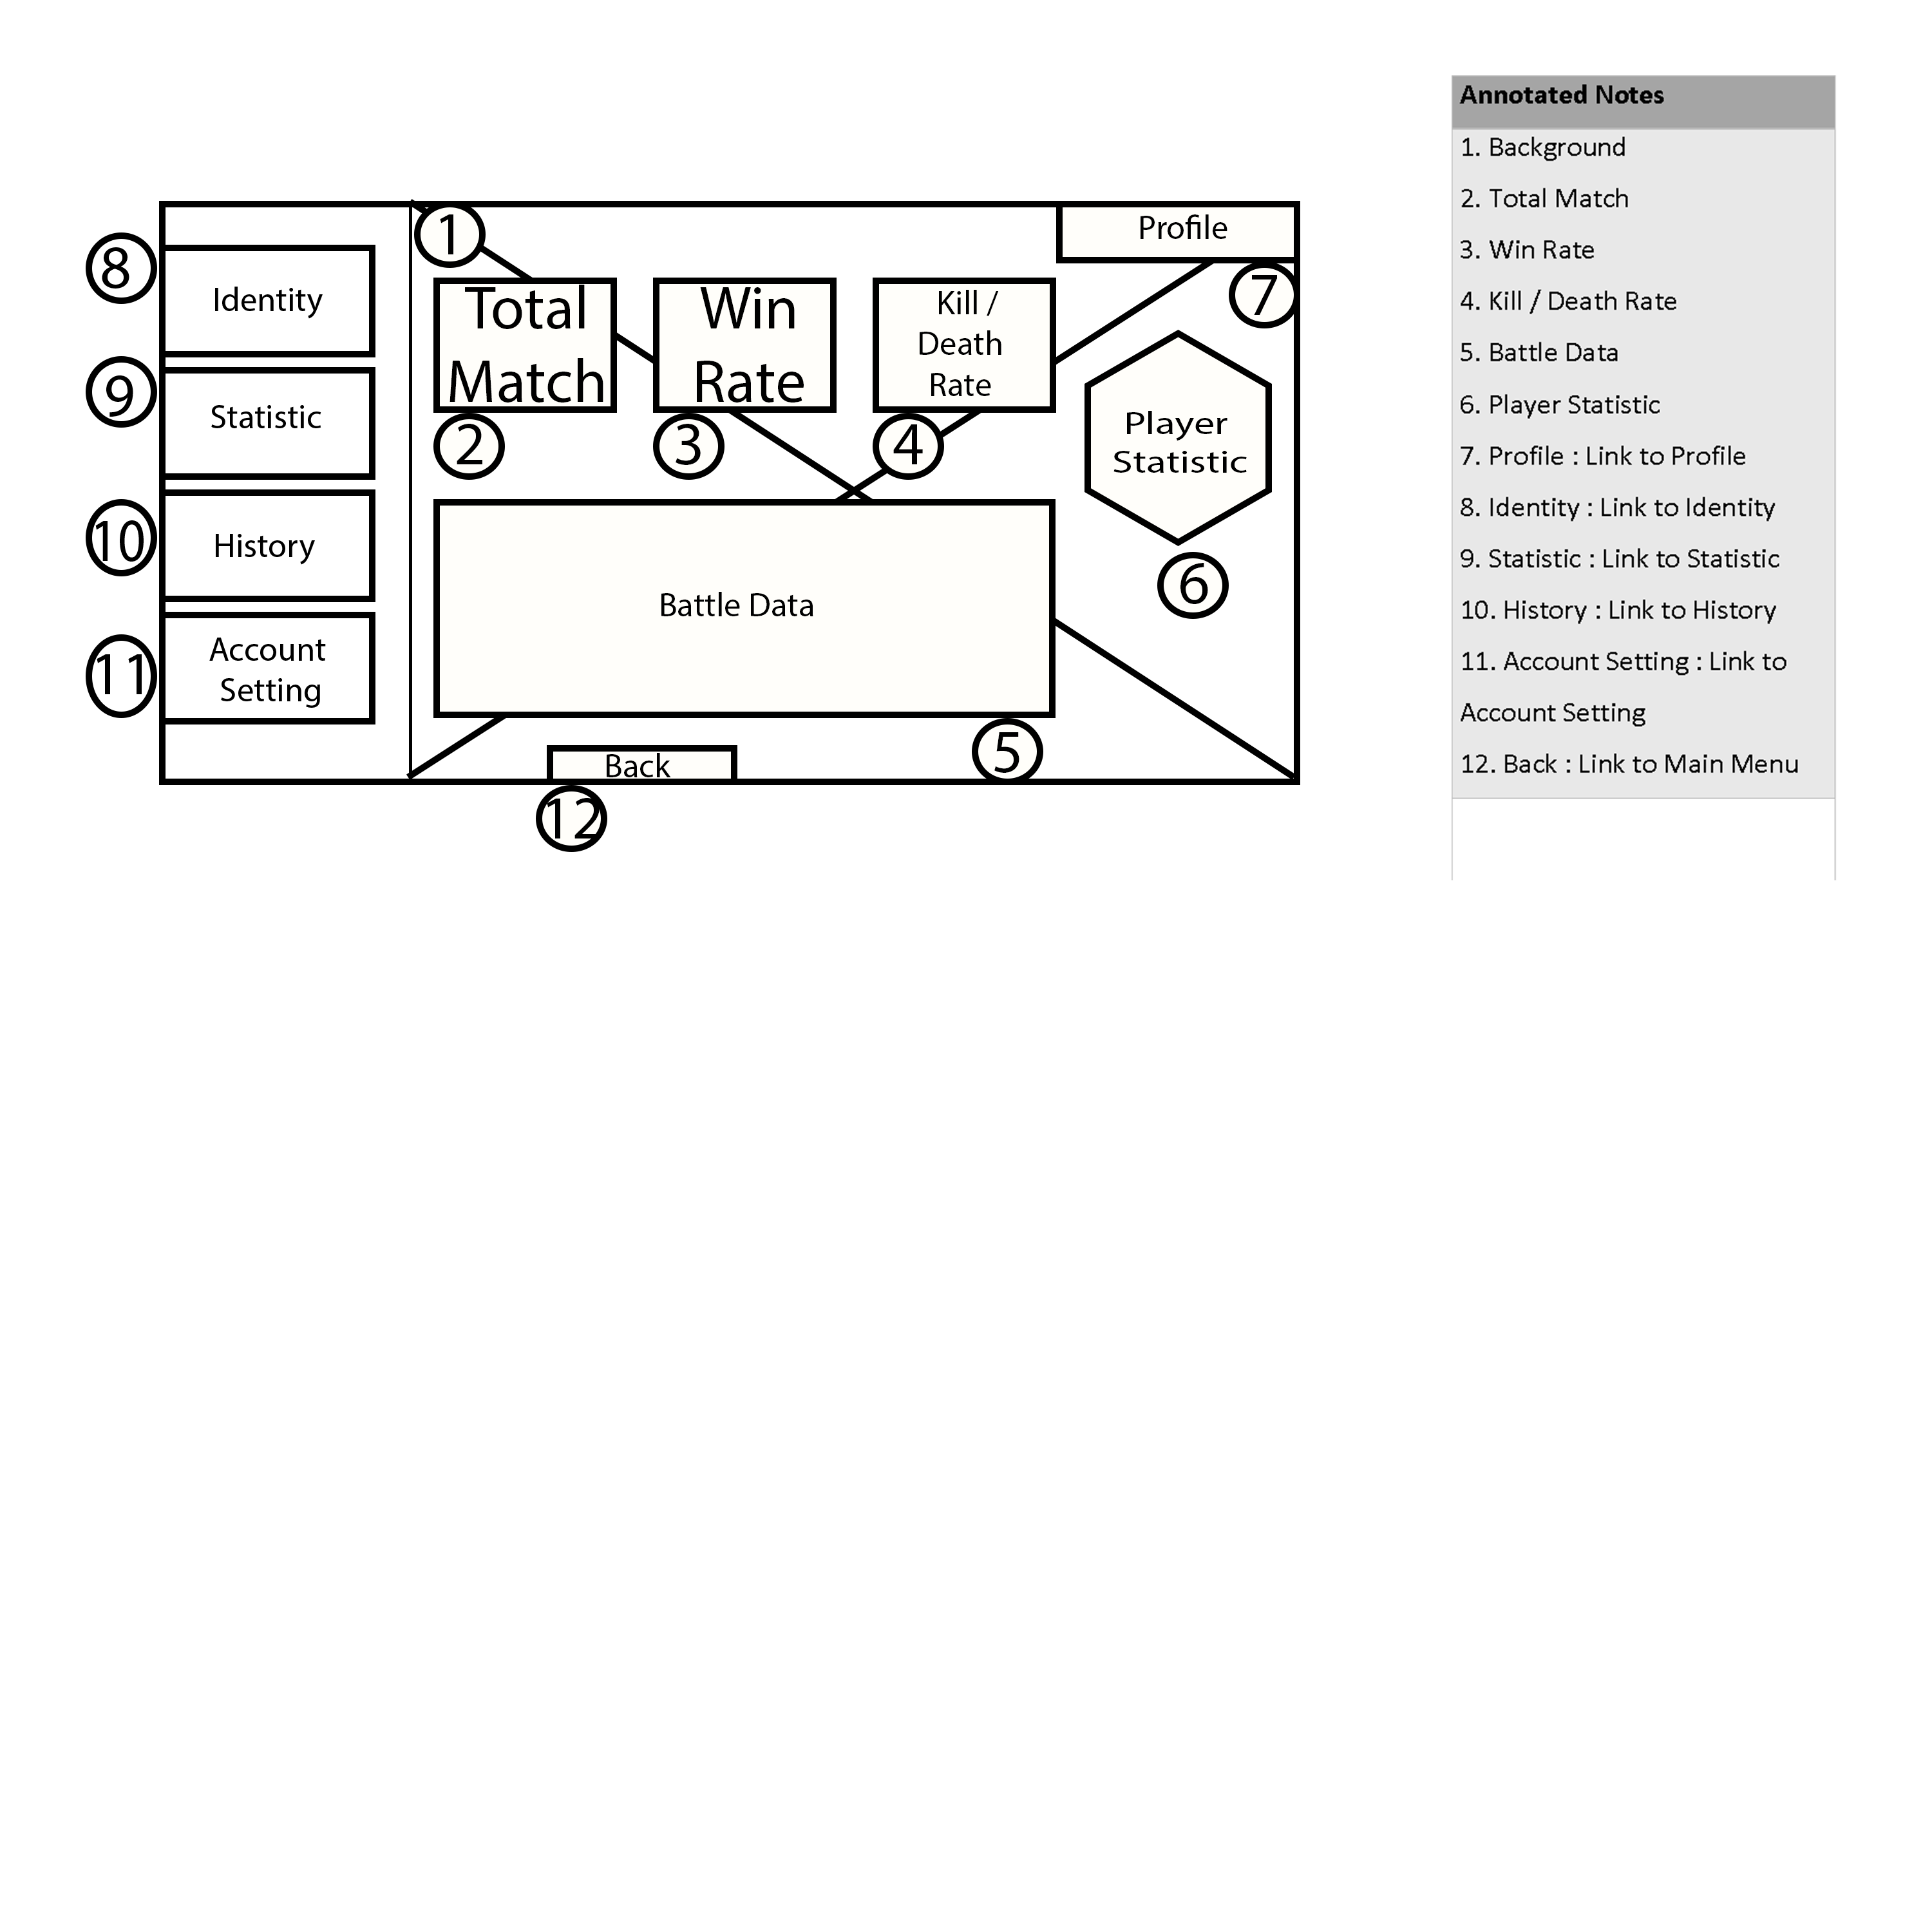 1
Profile
8
Identity
7
Total
Match
Win
Rate
Kill /
Death
Rate
9
Statistic
2
3
4
Player
Statistic
10
History
Battle Data
6
11
Account
Setting
5
Back
12
Annotated Notes
1. Background
2. Total Match
3. Win Rate
4. Kill / Death Rate
5. Battle Data
6. Player Statistic
7. Profile : Link to Profile
8. Identity : Link to Identity
9. Statistic : Link to Statistic
10. History : Link to History
11. Account Setting : Link to
Account Setting
12. Back : Link to Main Menu